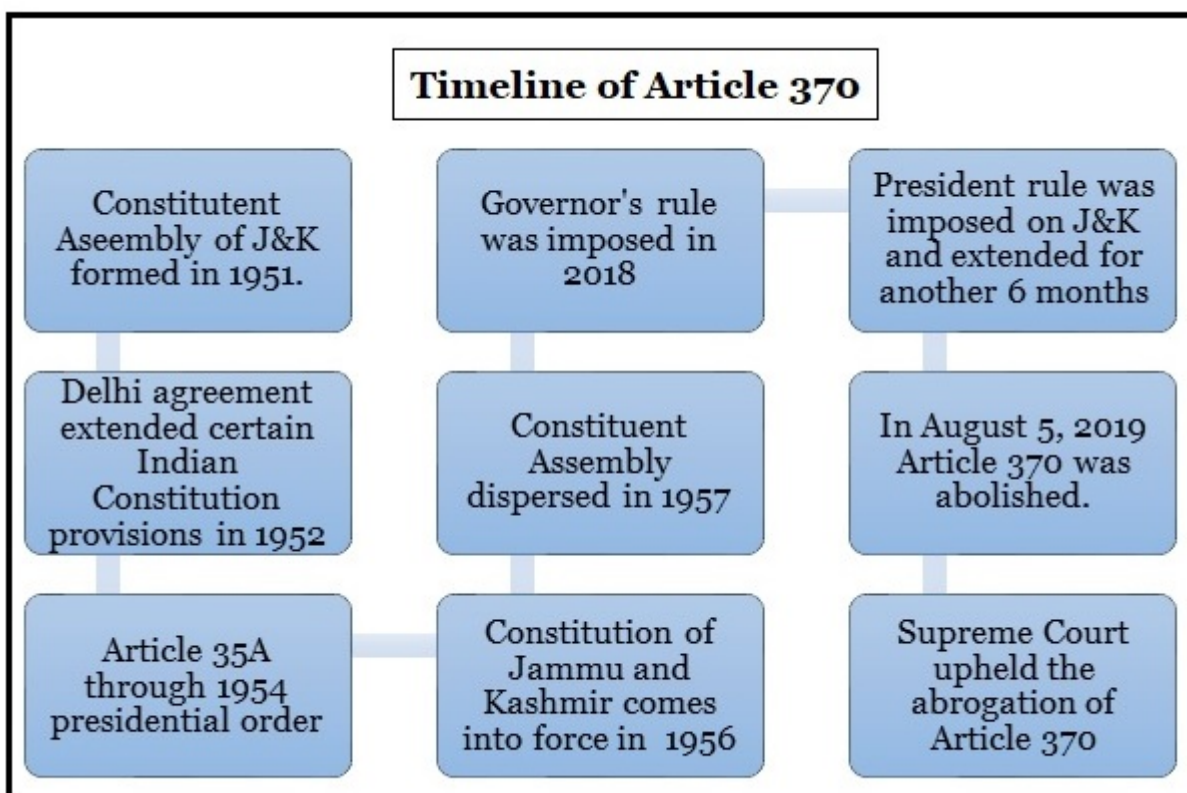 Timeline of Article 370
Constitutent
Aseembly of J&K
formed in 1951.
Delhi agreement
extended certain
Indian
Constitution
provisions in 1952
Article 35A
through 1954
presidential order
Constitution of
Jammu and
Kashmir comes
into force in 1956
Constituent
Assembly
dispersed in 1957
Governor's rule
was imposed in
2018
President rule was
imposed on J&K
and extended for
another 6 months
In August 5, 2019
Article 370 was
abolished.
Supreme Court
upheld the
abrogation of
Article 370